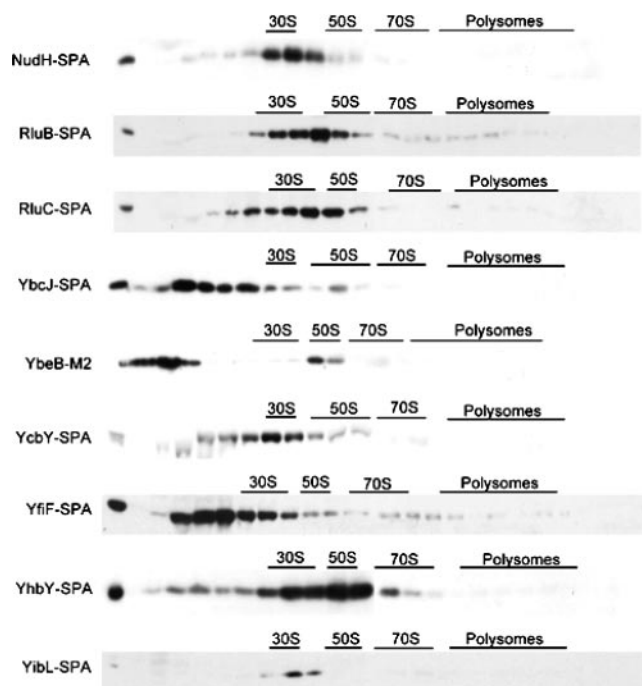 30S 50S 70S Polysomes
NudH-SPA
30S 50S 70S Polysomes
RluB-SPA
30S 50S 70S Polysomes
RluC-SPA
30S 50S 70S Polysomes
YbcJ-SPA
30S 50S 70S Polysomes
YbeB-M2
30S 50S 70S Polysomes
YcbY-SPA
30S 50S 70S Polysomes
YfiF-SPA
30S 50S 70S Polysomes
YhbY-SPA
30S 50S 70S Polysomes
YibL-SPA